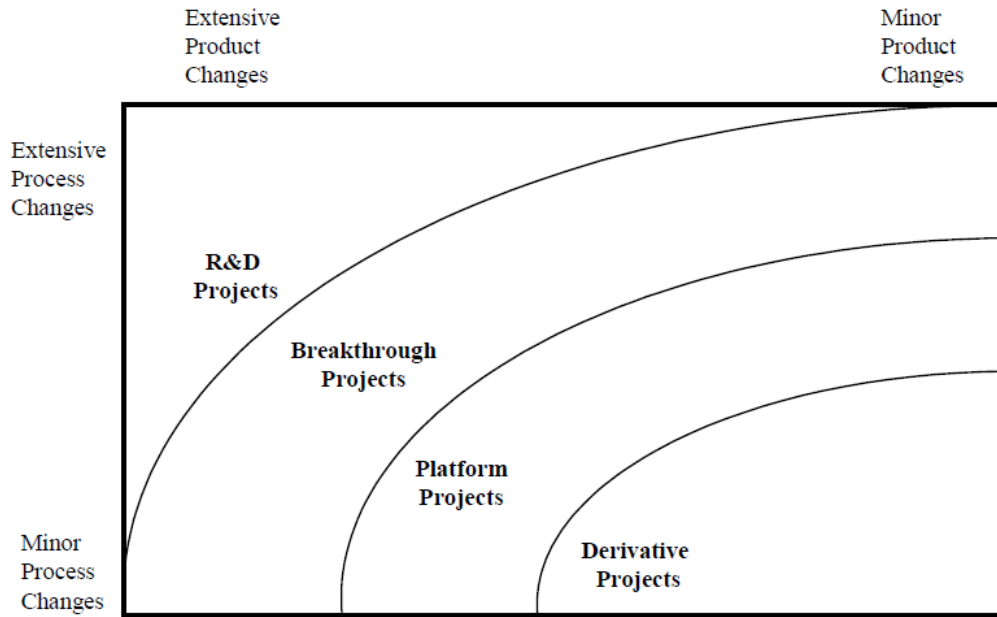 Extensive
Product
Changes
Minor
Product
Changes
Extensive
Process
Changes
R&D
Projects
Breakthrough
Projects
Platform
Projects
Minor
Process
Changes
Derivative
Projects